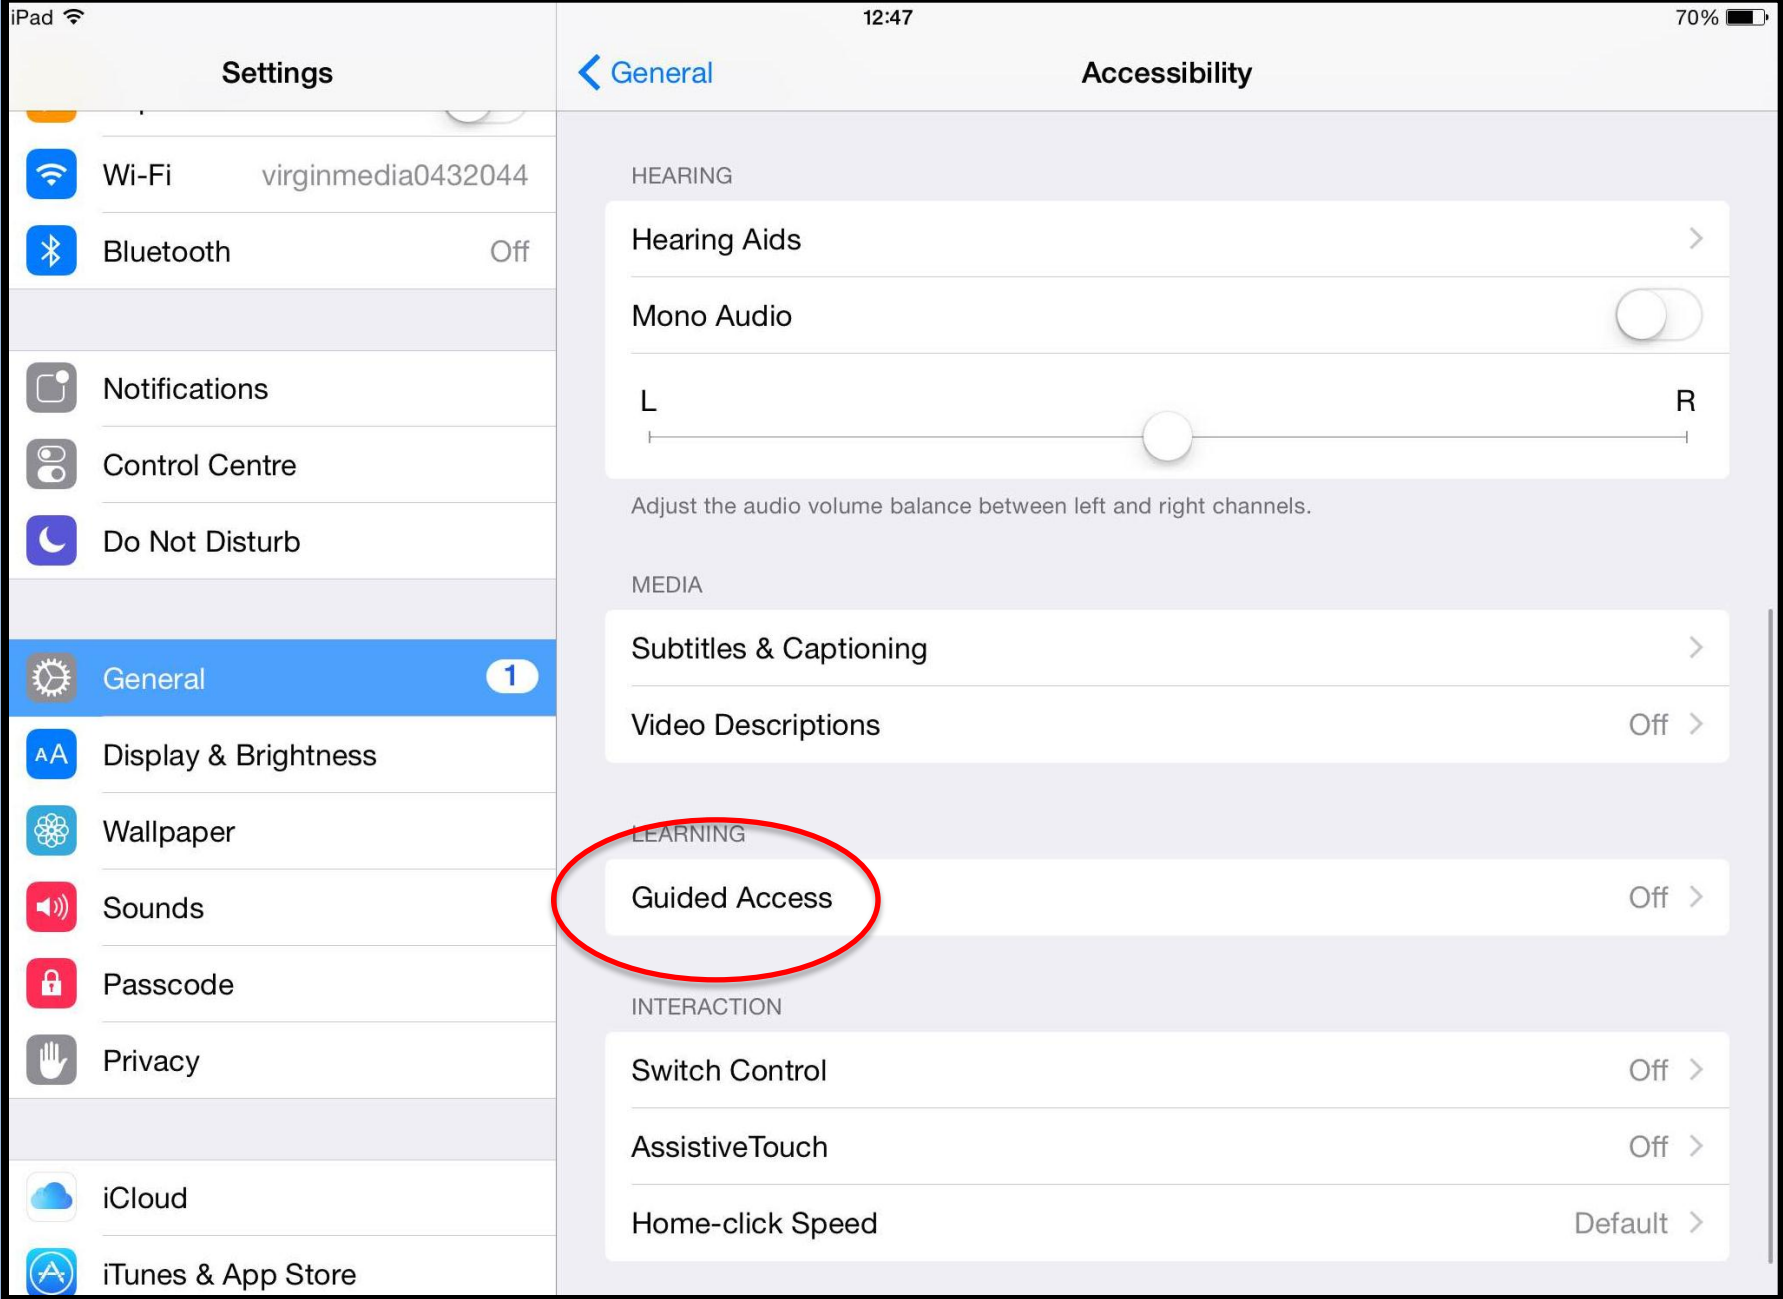 iPad 12:47 70%
Settings
Wi-Fi virginmedia0432044
Bluetooth Off
Notifications
Control Centre
Do Not Disturb
General 1
AA Display & Brightness
Wallpaper
Sounds
Passcode
Privacy
iCloud
iTunes & App Store
General Accessibility
HEARING
Hearing Aids
Mono Audio
L R
Adjust the audio volume balance between left and right channels.
MEDIA
Subtitles & Captioning
Video Descriptions Off
LEARNING
Guided Access Off
INTERACTION
Switch Control Off
AssistiveTouch Off
Home-click Speed Default